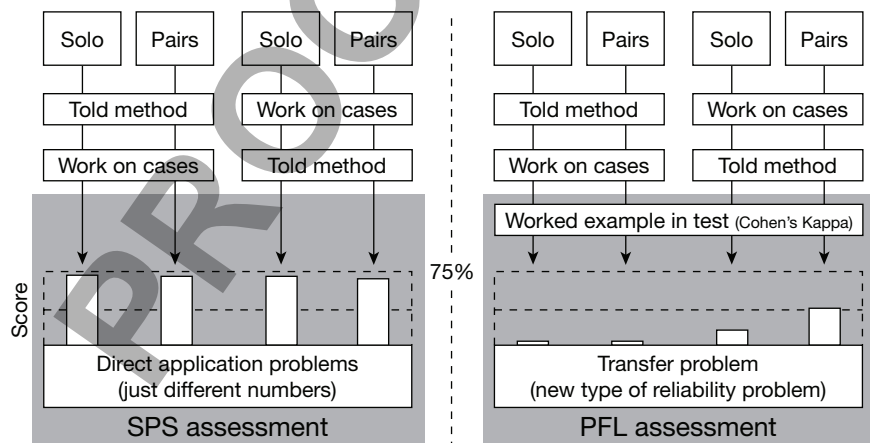 Solo Pairs Solo Pairs
Told method Work on cases
Work on cases Told method
Score
Direct application problems
(just different numbers)
SPS assessment
75%
Solo Pairs Solo Pairs
Told method Work on cases
Work on cases Told method
Worked example in test (Cohen's Kappa)
Transfer problem
(new type of reliability problem)
PFL assessment
PROO